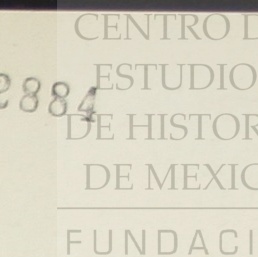 CENTRO D
ESTUDIO
2884
DE HISTOR
DE MEXIC
FUNDACI